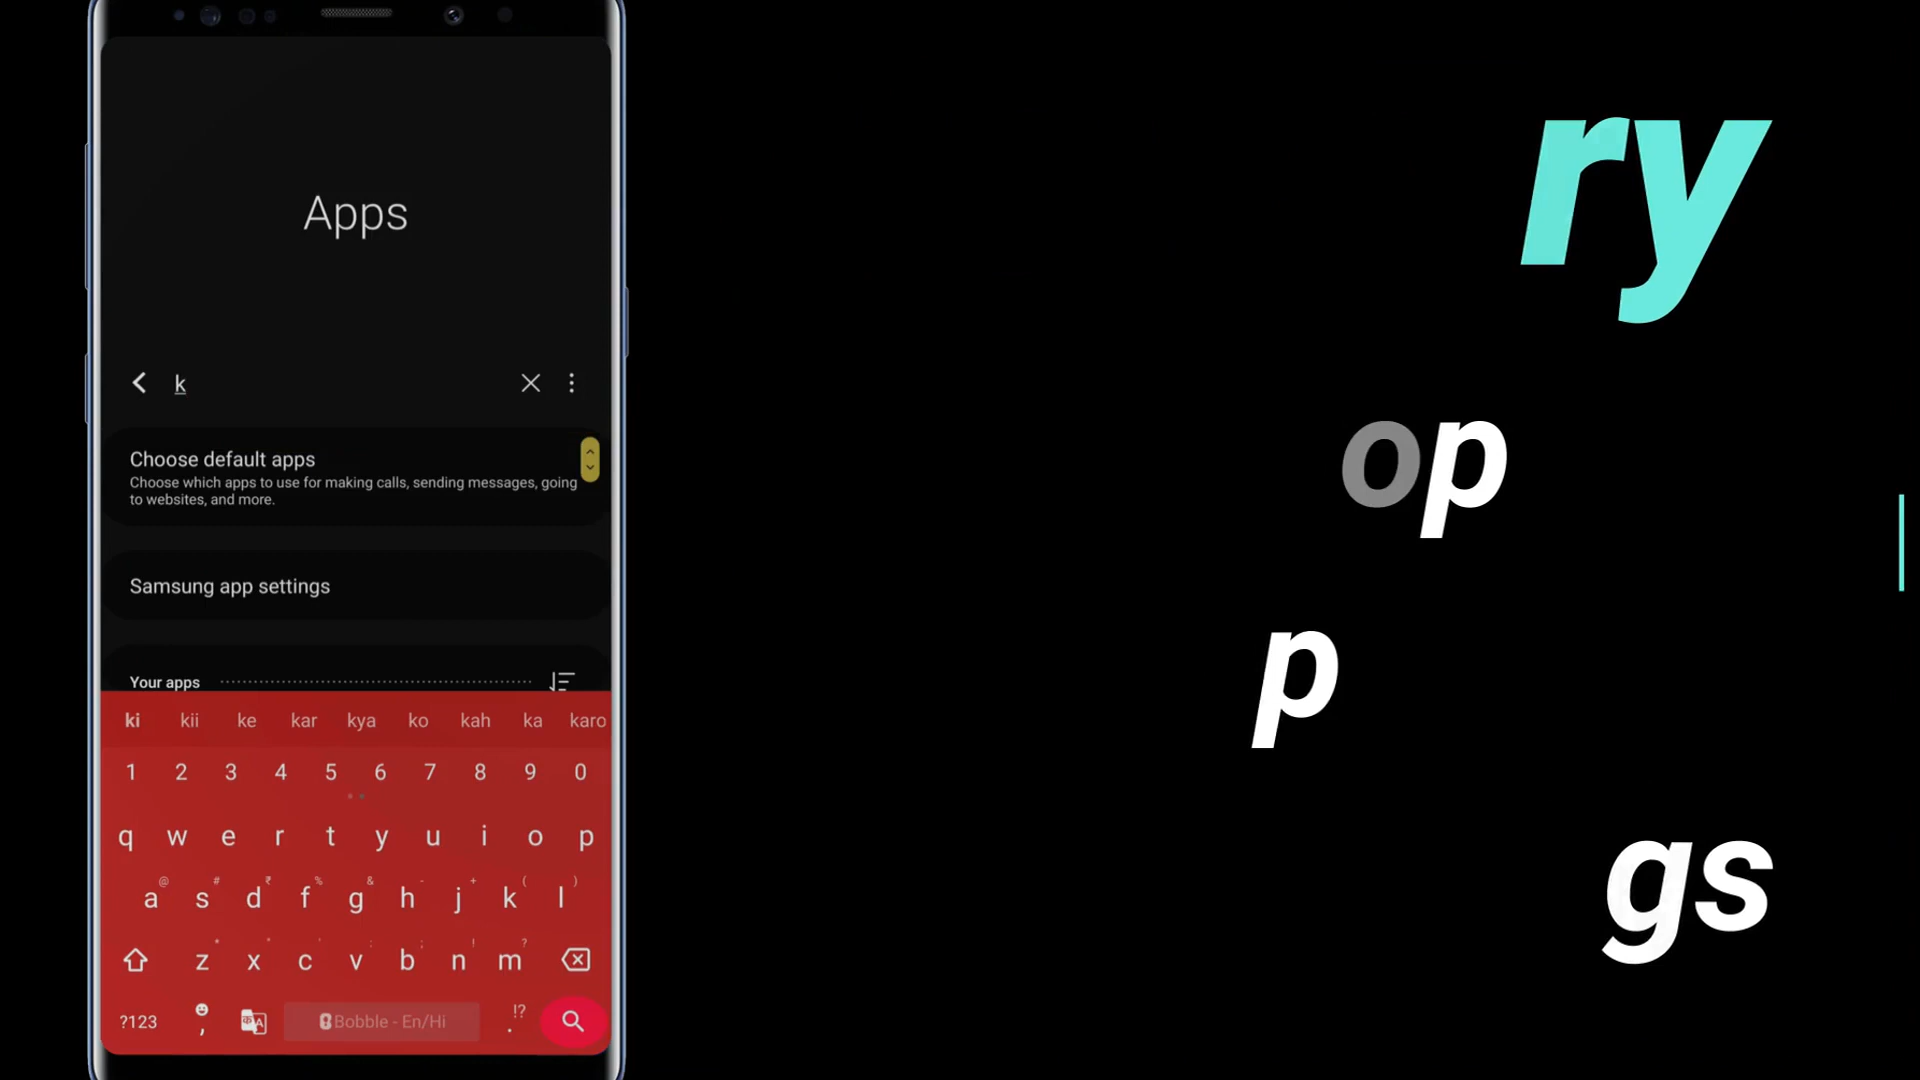 Apps
k
Choose default apps
Choose which apps to use for making calls, sending messages, going
to websites, and more.
Samsung app settings
Your apps
ki kii ke kar kya ko kah ka karo
1 2 3 4 5 6 7 8 9 0
q w e r t y u i o p
@ # ₹ % & - + ( )
a s d f g h j k l
* " ' : ; ! ?
z x c v b n m
?123 , Bobble - En/Hi . !?
ry
op
p
gs